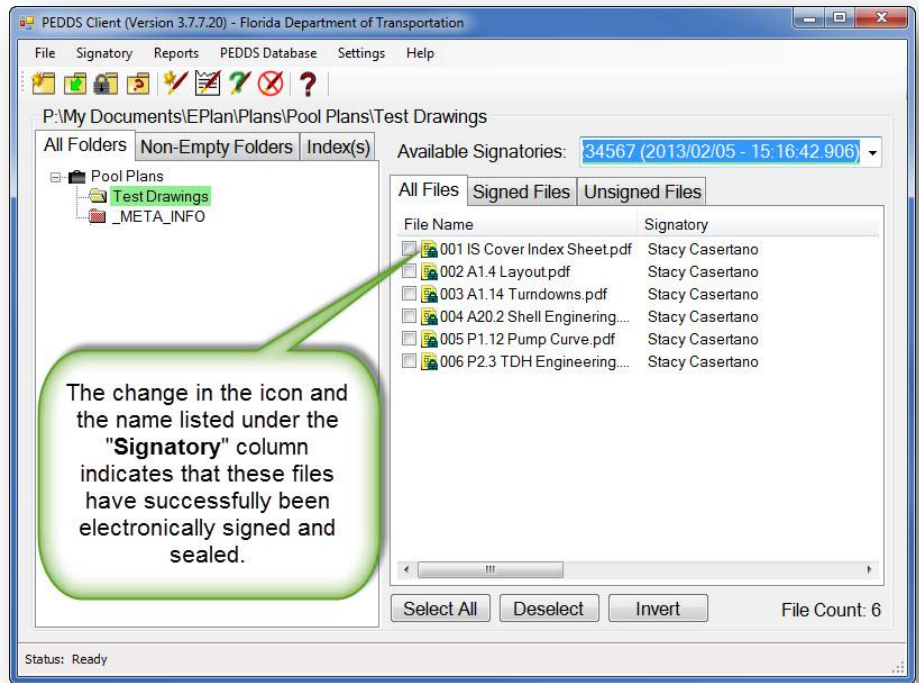 PEDDS Client (Version 3.7.7.20) - Florida Department of Transportation
File Signatory Reports PEDDS Database Settings Help
P:\My Documents\EPlan\Plans\Pool Plans\Test Drawings
All Folders Non-Empty Folders Index(s)
Pool Plans
Test Drawings
_META_INFO
Available Signatories: :34567 (2013/02/05 - 15:16:42.906)
All Files Signed Files Unsigned Files
File Name Signatory
001 IS Cover Index Sheet.pdf Stacy Casertano
002 A1.4 Layout.pdf Stacy Casertano
003 A1.14 Turndowns.pdf Stacy Casertano
004 A20.2 Shell Enginering.... Stacy Casertano
005 P1.12 Pump Curve.pdf Stacy Casertano
006 P2.3 TDH Engineering.... Stacy Casertano
The change in the icon and
the name listed under the
"Signatory" column
indicates that these files
have successfully been
electronically signed and
sealed.
Select All Deselect Invert File Count: 6
Status: Ready